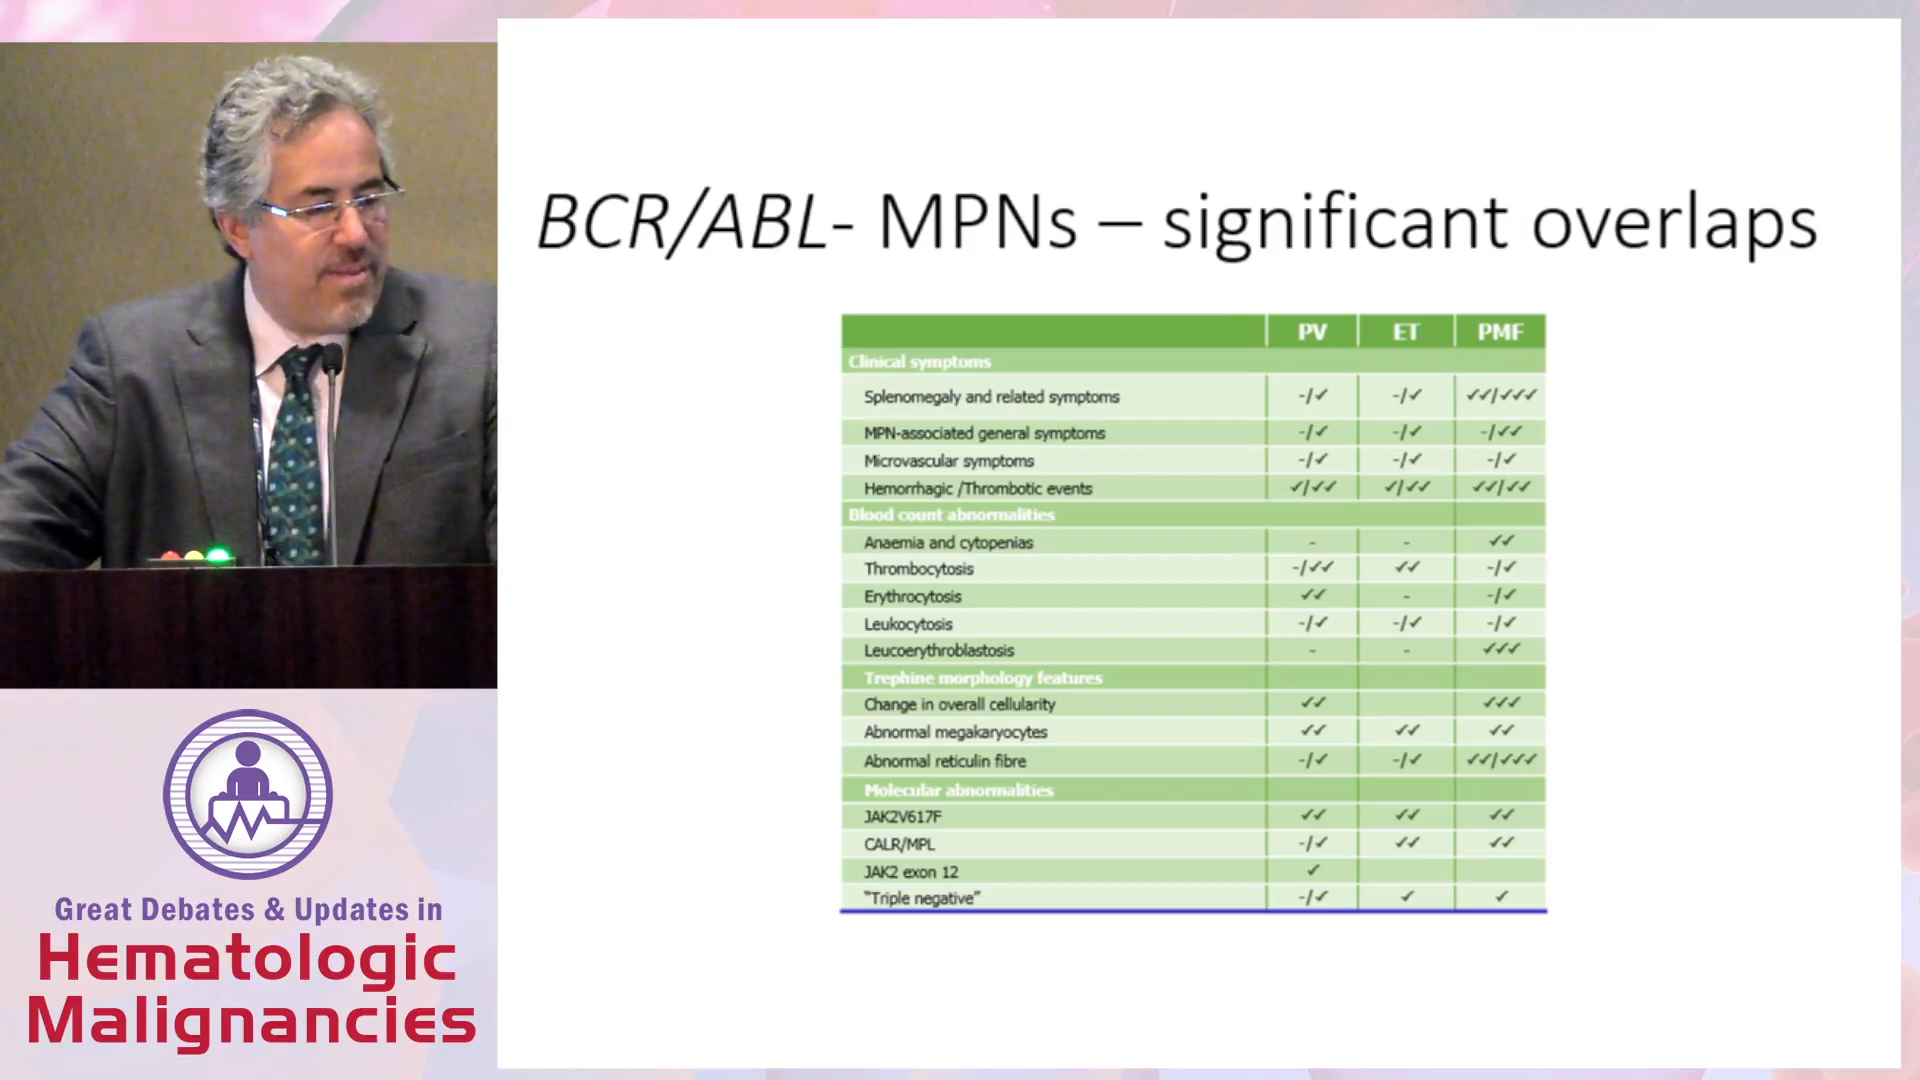 BCR/ABL- MPNs – significant overlaps
PV ET PMF
Clinical symptoms
Splenomegaly and related symptoms -/✓ -/✓ ✓✓/✓✓✓
MPN-associated general symptoms -/✓ -/✓ -/✓✓
Microvascular symptoms -/✓ -/✓ -/✓
Hemorrhagic /Thrombotic events ✓/✓✓ ✓/✓✓ ✓✓/✓✓
Blood count abnormalities
Anaemia and cytopenias - - ✓✓
Thrombocytosis -/✓✓ ✓✓ -/✓
Erythrocytosis ✓✓ - -/✓
Leukocytosis -/✓ -/✓ -/✓
Leucoerythroblastosis - - ✓✓✓
Trephine morphology features
Change in overall cellularity ✓✓ ✓✓✓
Abnormal megakaryocytes ✓✓ ✓✓ ✓✓
Abnormal reticulin fibre -/✓ -/✓ ✓✓/✓✓✓
Molecular abnormalities
JAK2V617F ✓✓ ✓✓ ✓✓
CALR/MPL -/✓ ✓✓ ✓✓
JAK2 exon 12 ✓
"Triple negative" -/✓ ✓ ✓
Great Debates & Updates in
Hematologic
Malignancies